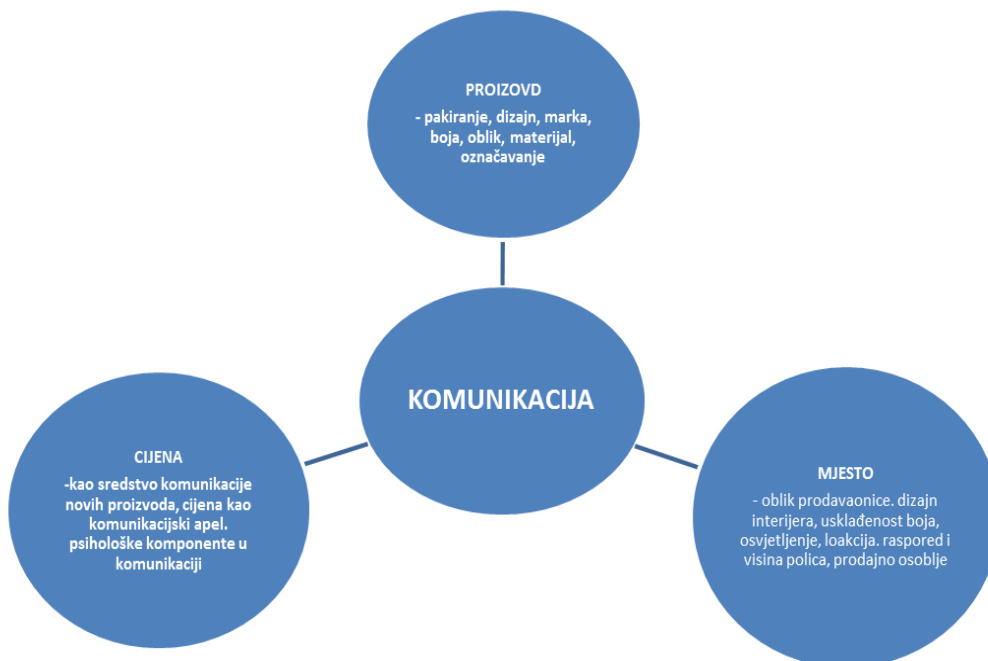 PROIZOVD
- pakiranje, dizajn, marka,
boja, oblik, materijal,
označavanje
KOMUNIKACIJA
CIJENA
-kao sredstvo komunikacije
novih proizvoda, cijena kao
komunikacijski apel.
psihološke komponente u
komunikaciji
MJESTO
- oblik prodavaonice. dizajn
interijera, usklađenost boja,
osvjetljenje, loakcija. raspored i
visina polica, prodajno osoblje